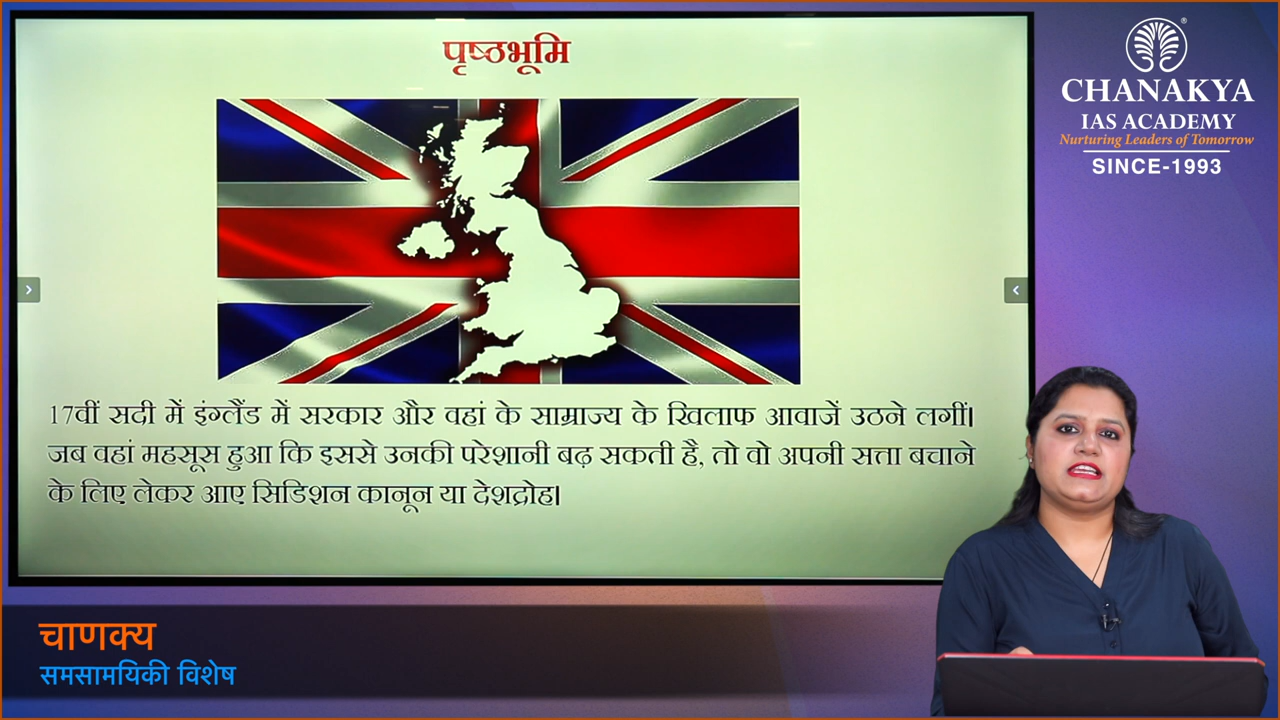 पृष्ठभूमि
17वीं सदी में इंग्लैंड में सरकार और वहां के साम्राज्य के खिलाफ आवाजें उठने लगीं।
जब वहां महसूस हुआ कि इससे उनकी परेशानी बढ़ सकती है, तो वो अपनी सत्ता बचाने
के लिए लेकर आए सिडिशन कानून या देशद्रोह।
CHANAKYA
IAS ACADEMY
Nurturing Leaders of Tomorrow
SINCE-1993
चाणक्य
समसामयिकी विशेष